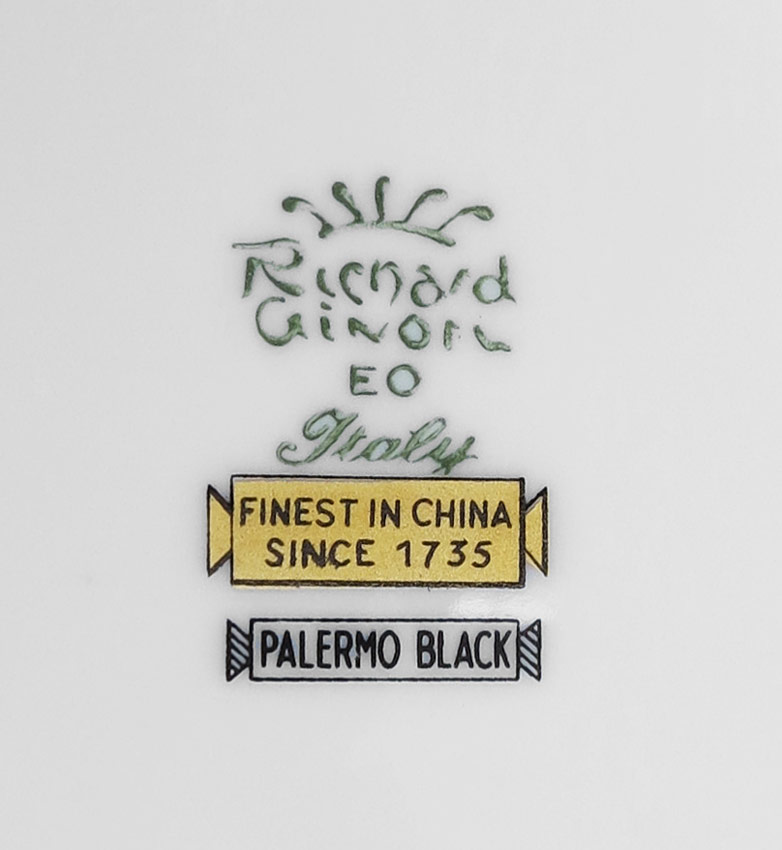 Richard
Ginori
EO
Italy
FINEST IN CHINA
SINCE 1735
PALERMO BLACK